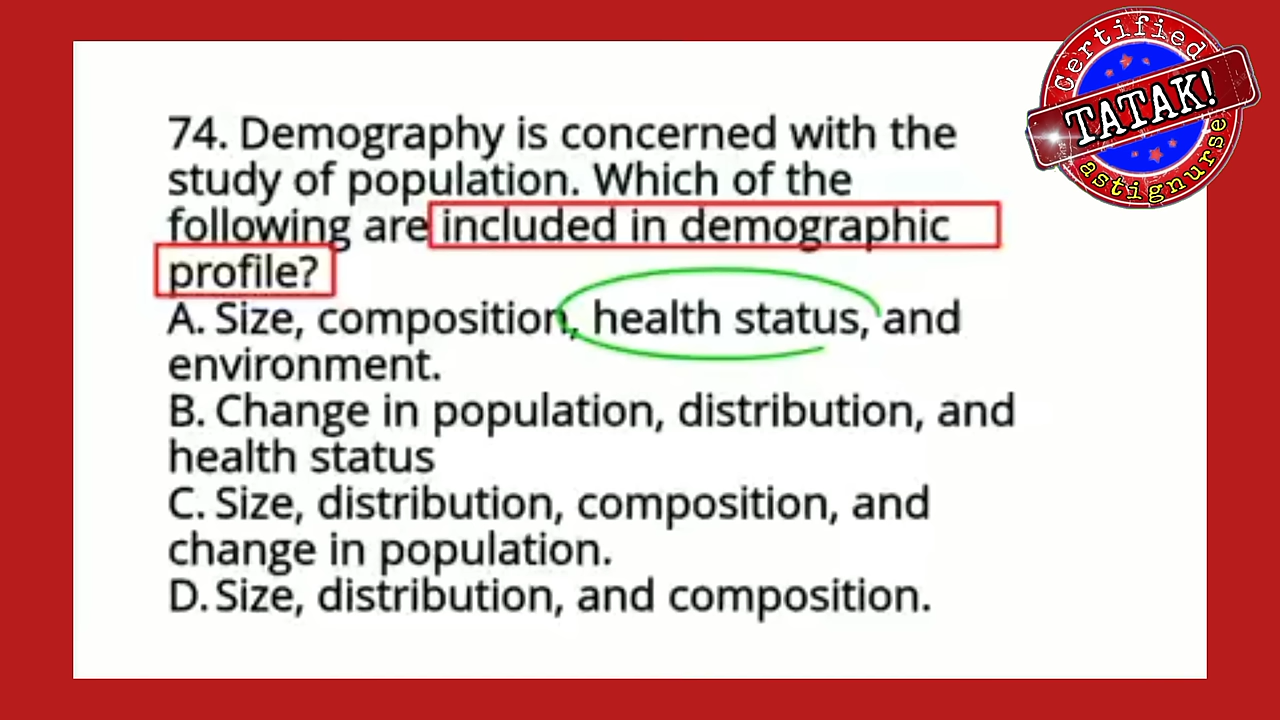 Certified
TATAK!
astignurse
74. Demography is concerned with the
study of population. Which of the
following are included in demographic
profile?
A. Size, composition, health status, and
environment.
B. Change in population, distribution, and
health status
C. Size, distribution, composition, and
change in population.
D. Size, distribution, and composition.